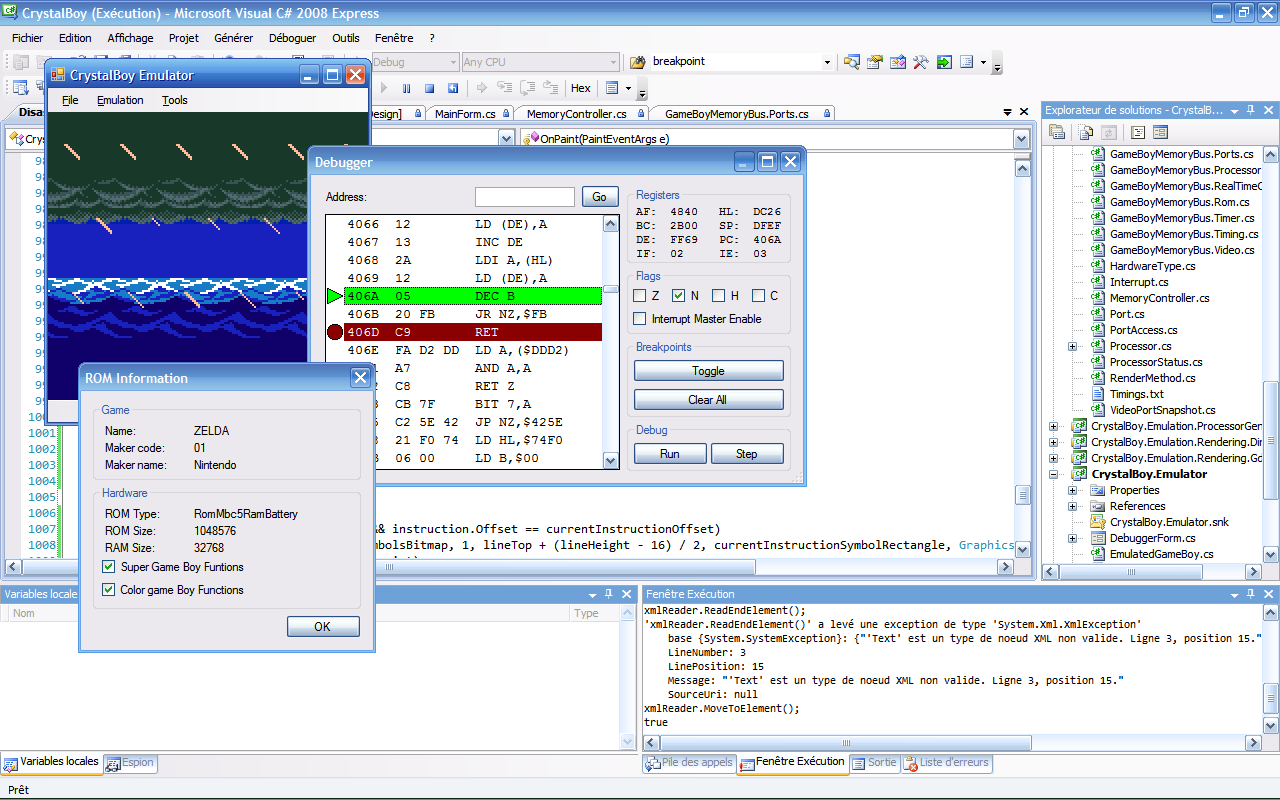 CrystalBoy (Exécution) - Microsoft Visual C# 2008 Express
Fichier Edition Affichage Projet Générer Déboguer Outils Fenêtre ?
Debug Any CPU breakpoint
Hex
MainForm.cs MemoryController.cs GameBoyMemoryBus.Ports.cs
OnPaint(PaintEventArgs e)
CrystalBoy Emulator
File Emulation Tools
Debugger
Address: Go
4066 12 LD (DE),A
4067 13 INC DE
4068 2A LDI A,(HL)
4069 12 LD (DE),A
406A 05 DEC B
406B 20 FB JR NZ,$FB
406D C9 RET
406E FA D2 DD LD A,($DDD2)
A7 AND A,A
C8 RET Z
CB 7F BIT 7,A
C2 5E 42 JP NZ,$425E
21 F0 74 LD HL,$74F0
06 00 LD B,$00
Registers
AF: 4840 HL: DC26
BC: 2B00 SP: DFEF
DE: FF69 PC: 406A
IF: 02 IE: 03
Flags
Z N H C
Interrupt Master Enable
Breakpoints
Toggle
Clear All
Debug
Run Step
ROM Information
Game
Name: ZELDA
Maker code: 01
Maker name: Nintendo
Hardware
ROM Type: RomMbc5RamBattery
ROM Size: 1048576
RAM Size: 32768
Super Game Boy Funtions
Color game Boy Functions
OK
1001
1002
1003
1004
1005
1006
1007
1008
&& instruction.Offset == currentInstructionOffset)
mbolsBitmap, 1, lineTop + (lineHeight - 16) / 2, currentInstructionSymbolRectangle, Graphics
Explorateur de solutions - CrystalB...
GameBoyMemoryBus.Ports.cs
GameBoyMemoryBus.Processor
GameBoyMemoryBus.RealTimeC
GameBoyMemoryBus.Rom.cs
GameBoyMemoryBus.Timer.cs
GameBoyMemoryBus.Timing.cs
GameBoyMemoryBus.Video.cs
HardwareType.cs
Interrupt.cs
MemoryController.cs
Port.cs
PortAccess.cs
Processor.cs
ProcessorStatus.cs
RenderMethod.cs
Timings.txt
VideoPortSnapshot.cs
CrystalBoy.Emulation.ProcessorGen
CrystalBoy.Emulation.Rendering.Dir
CrystalBoy.Emulation.Rendering.Gd
CrystalBoy.Emulator
Properties
References
CrystalBoy.Emulator.snk
DebuggerForm.cs
EmulatedGameBoy.cs
Variables locale
Nom Type
Fenêtre Exécution
xmlReader.ReadEndElement();
'xmlReader.ReadEndElement()' a levé une exception de type 'System.Xml.XmlException'
base {System.SystemException}: {"'Text' est un type de noeud XML non valide. Ligne 3, position 15."
LineNumber: 3
LinePosition: 15
Message: "'Text' est un type de noeud XML non valide. Ligne 3, position 15."
SourceUri: null
xmlReader.MoveToElement();
true
Variables locales Espion
Pile des appels Fenêtre Exécution Sortie Liste d'erreurs
Prêt